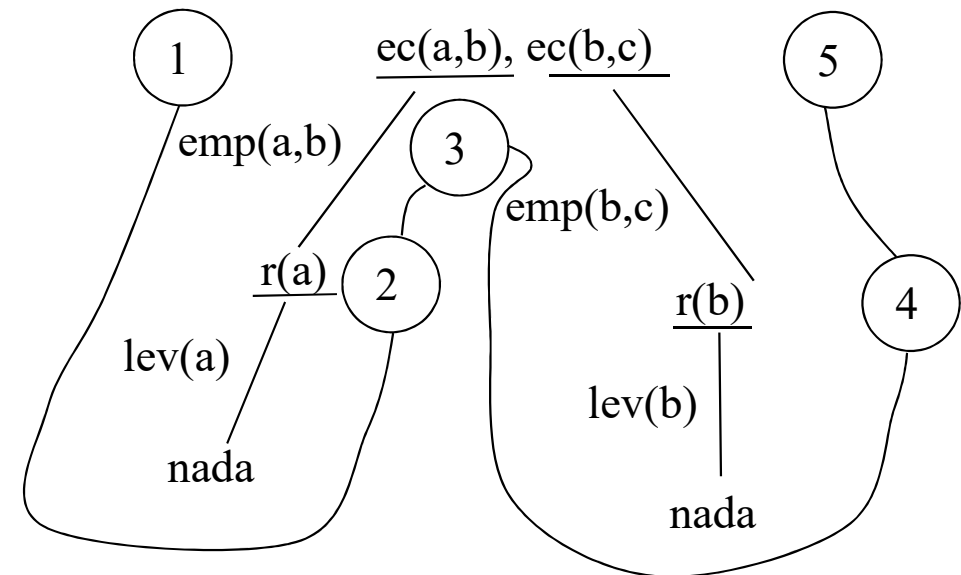 1
ec(a,b), ec(b,c)
5
emp(a,b)
3
emp(b,c)
r(a)
2
r(b)
4
lev(a)
lev(b)
nada
nada